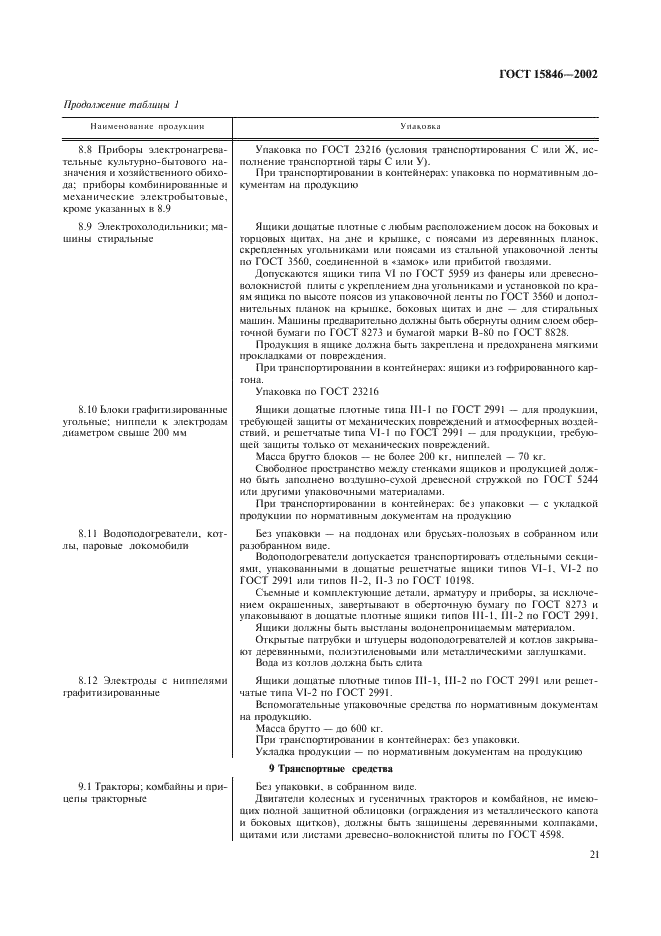 ГОСТ 15846—2002
Продолжение таблицы 1
Наименование продукции
Упаковка
8.8 Приборы электронагрева-
тельные культурно-бытового на-
значения и хозяйственного обихо-
да; приборы комбинированные и
механические электробытовые,
кроме указанных в 8.9
Упаковка по ГОСТ 23216 (условия транспортирования С или Ж, ис-
полнение транспортной тары С или У).
При транспортировании в контейнерах: упаковка по нормативным до-
кументам на продукцию
8.9 Электрохолодильники; ма-
шины стиральные
Ящики дощатые плотные с любым расположением досок на боковых и
торцовых щитах, на дне и крышке, с поясами из деревянных планок,
скрепленных угольниками или поясами из стальной упаковочной ленты
по ГОСТ 3560, соединенной в «замок» или прибитой гвоздями.
Допускаются ящики типа VI по ГОСТ 5959 из фанеры или древесно-
волокнистой плиты с укреплением дна угольниками и установкой по кра-
ям ящика по высоте поясов из упаковочной ленты по ГОСТ 3560 и допол-
нительных планок на крышке, боковых щитах и дне — для стиральных
машин. Машины предварительно должны быть обернуты одним слоем обер-
точной бумаги по ГОСТ 8273 и бумагой марки В-80 по ГОСТ 8828.
Продукция в ящике должна быть закреплена и предохранена мягкими
прокладками от повреждения.
При транспортировании в контейнерах: ящики из гофрированного кар-
тона.
Упаковка по ГОСТ 23216
8.10 Блоки графитизированные
угольные; ниппели к электродам
диаметром свыше 200 мм
Ящики дощатые плотные типа III-1 по ГОСТ 2991 — для продукции,
требующей защиты от механических повреждений и атмосферных воздей-
ствий, и решетчатые типа VI-1 по ГОСТ 2991 — для продукции, требую-
щей защиты только от механических повреждений.
Масса брутто блоков — не более 200 кг, ниппелей — 70 кг.
Свободное пространство между стенками ящиков и продукцией долж-
но быть заполнено воздушно-сухой древесной стружкой по ГОСТ 5244
или другими упаковочными материалами.
При транспортировании в контейнерах: без упаковки — с укладкой
продукции по нормативным документам на продукцию
8.11 Водоподогреватели, кот-
лы, паровые локомобили
Без упаковки — на поддонах или брусьях-полозьях в собранном или
разобранном виде.
Водоподогреватели допускается транспортировать отдельными секци-
ями, упакованными в дощатые решетчатые ящики типов VI-1, VI-2 по
ГОСТ 2991 или типов II-2, II-3 по ГОСТ 10198.
Съемные и комплектующие детали, арматуру и приборы, за исключе-
нием окрашенных, завертывают в оберточную бумагу по ГОСТ 8273 и
упаковывают в дощатые плотные ящики типов III-1, III-2 по ГОСТ 2991.
Ящики должны быть выстланы водонепроницаемым материалом.
Открытые патрубки и штуцеры водоподогревателей и котлов закрыва-
ют деревянными, полиэтиленовыми или металлическими заглушками.
Вода из котлов должна быть слита
8.12 Электроды с ниппелями
графитизированные
Ящики дощатые плотные типов III-1, III-2 по ГОСТ 2991 или решет-
чатые типа VI-2 по ГОСТ 2991.
Вспомогательные упаковочные средства по нормативным документам
на продукцию.
Масса брутто — до 600 кг.
При транспортировании в контейнерах: без упаковки.
Укладка продукции — по нормативным документам на продукцию
9 Транспортные средства
9.1 Тракторы; комбайны и при-
цепы тракторные
Без упаковки, в собранном виде.
Двигатели колесных и гусеничных тракторов и комбайнов, не имею-
щих полной защитной облицовки (ограждения из металлического капота
и боковых щитков), должны быть защищены деревянными колпаками,
щитами или листами древесно-волокнистой плиты по ГОСТ 4598.
21